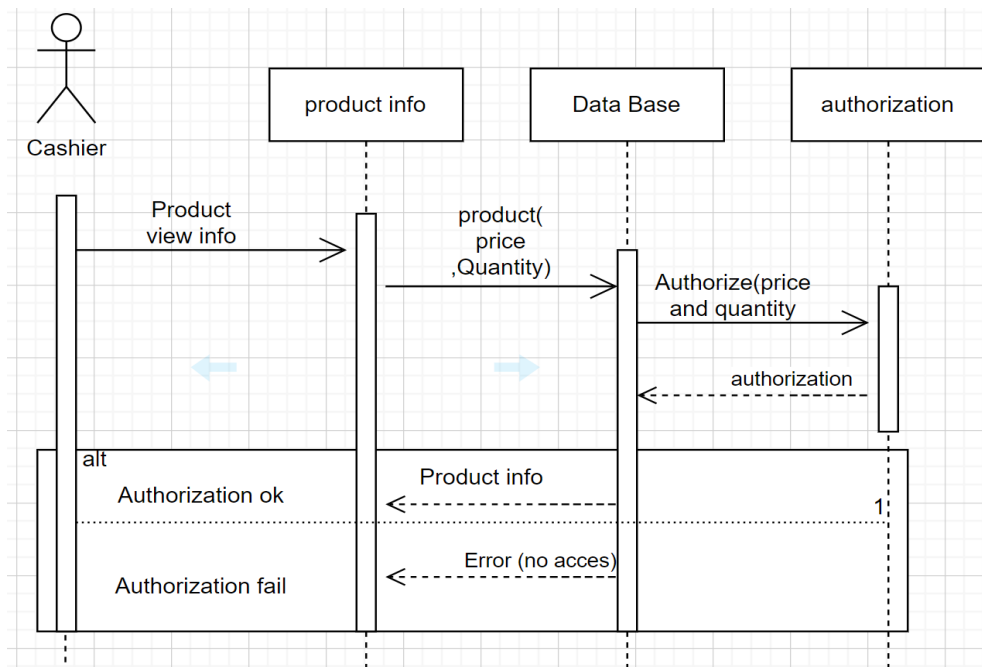 product info
Data Base
authorization
Cashier
Product
view info
product(
price
,Quantity)
Authorize(price
and quantity
authorization
alt
Product info
Authorization ok
1
Error (no acces)
Authorization fail